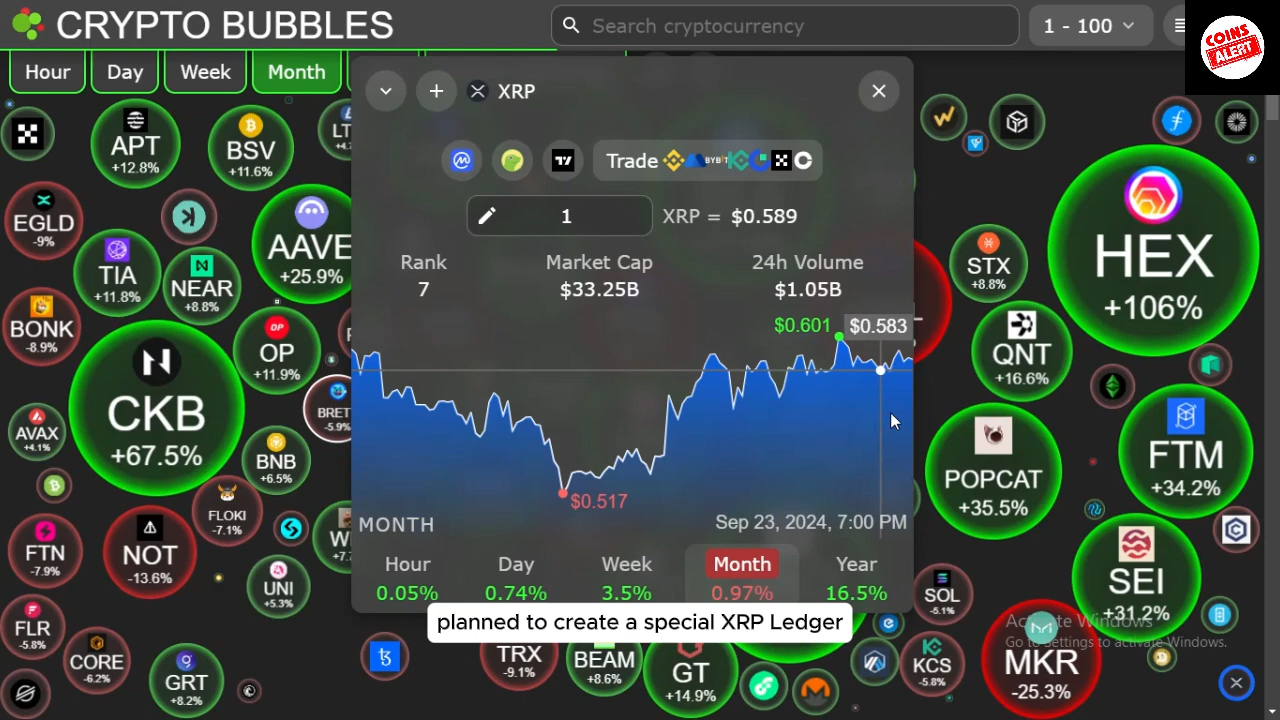 CRYPTO BUBBLES
Search cryptocurrency
1 - 100
COINS
ALERT
Hour
Day
Week
Month
XRP
Trade
BYBIT
1
XRP = $0.589
Rank
Market Cap
24h Volume
7
$33.25B
$1.05B
$0.601
$0.583
$0.517
MONTH
Sep 23, 2024, 7:00 PM
Hour
Day
Week
Month
Year
0.05%
0.74%
3.5%
0.97%
16.5%
planned to create a special XRP Ledger
APT
+12.8%
BSV
+11.6%
EGLD
-9%
AAVE
+25.9%
TIA
+11.8%
NEAR
+8.8%
BONK
-8.9%
OP
+11.9%
CKB
+67.5%
BRET
-5.9%
AVAX
+4.1%
BNB
+6.5%
FLOKI
-7.1%
FTN
-7.9%
NOT
-13.6%
UNI
+5.3%
FLR
-5.8%
CORE
-6.2%
GRT
+8.2%
TRX
-9.1%
BEAM
+8.6%
GT
+14.9%
HEX
+106%
STX
+8.8%
QNT
+16.6%
POPCAT
+35.5%
FTM
+34.2%
SEI
+31.2%
SOL
-5.1%
KCS
-5.8%
MKR
-25.3%
Activate Windows
Go to Settings to activate Windows.